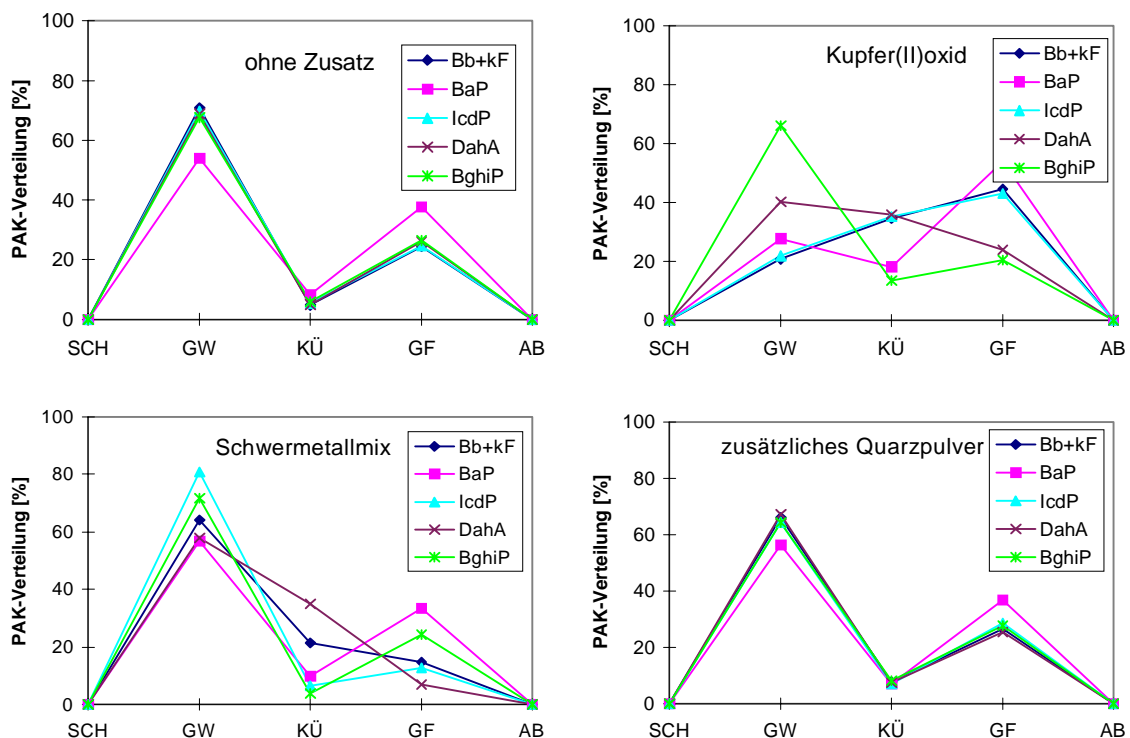 PAK-Verteilung [%]
100
80
60
40
20
0
ohne Zusatz
Bb+kF
BaP
IcdP
DahA
BghiP
SCH GW KÜ GF AB
PAK-Verteilung [%]
100
80
60
40
20
0
Kupfer(II)oxid
Bb+kF
BaP
IcdP
DahA
BghiP
SCH GW KÜ GF AB
PAK-Verteilung [%]
100
80
60
40
20
0
Schwermetallmix
Bb+kF
BaP
IcdP
DahA
BghiP
SCH GW KÜ GF AB
PAK-Verteilung [%]
100
80
60
40
20
0
zusätzliches Quarzpulver
Bb+kF
BaP
IcdP
DahA
BghiP
SCH GW KÜ GF AB